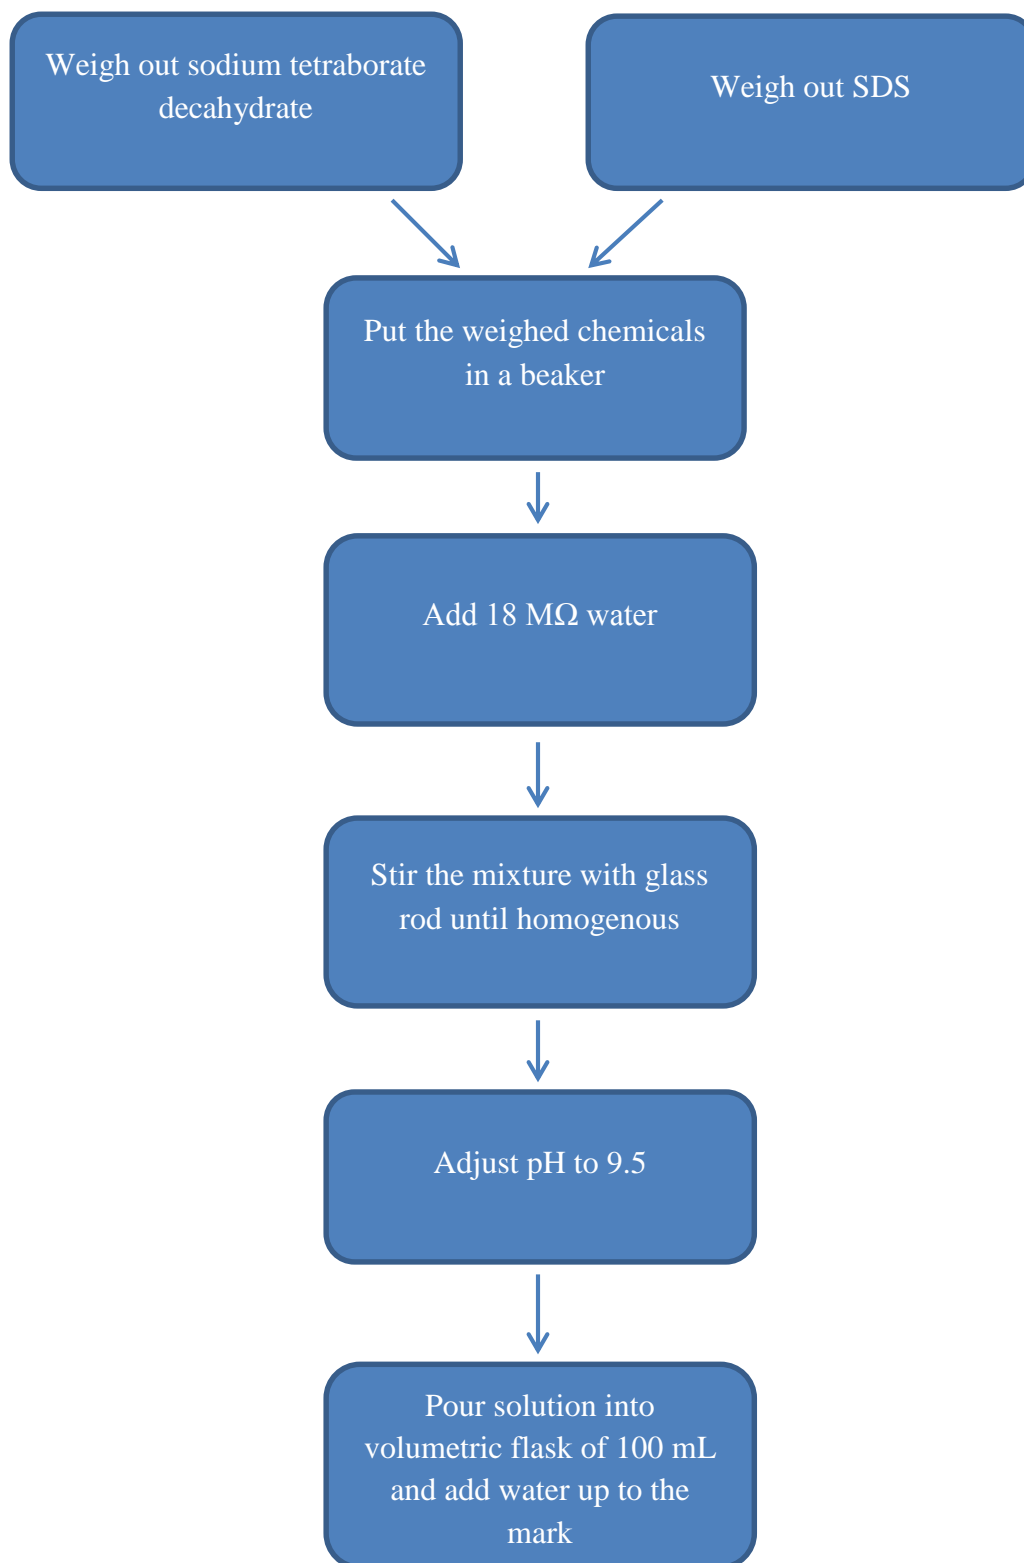 Weigh out sodium tetraborate
decahydrate
Weigh out SDS
Put the weighed chemicals
in a beaker
Add 18 MΩ water
Stir the mixture with glass
rod until homogenous
Adjust pH to 9.5
Pour solution into
volumetric flask of 100 mL
and add water up to the
mark